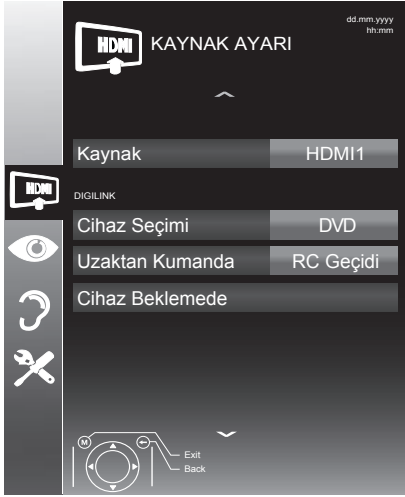 dd.mm.yyyy
hh:mm
HDMI
KAYNAK AYARI
Kaynak
HDMI1
HDMI
DIGILINK
Cihaz Seçimi
DVD
Uzaktan Kumanda
RC Geçidi
Cihaz Beklemede
M
Exit
Back